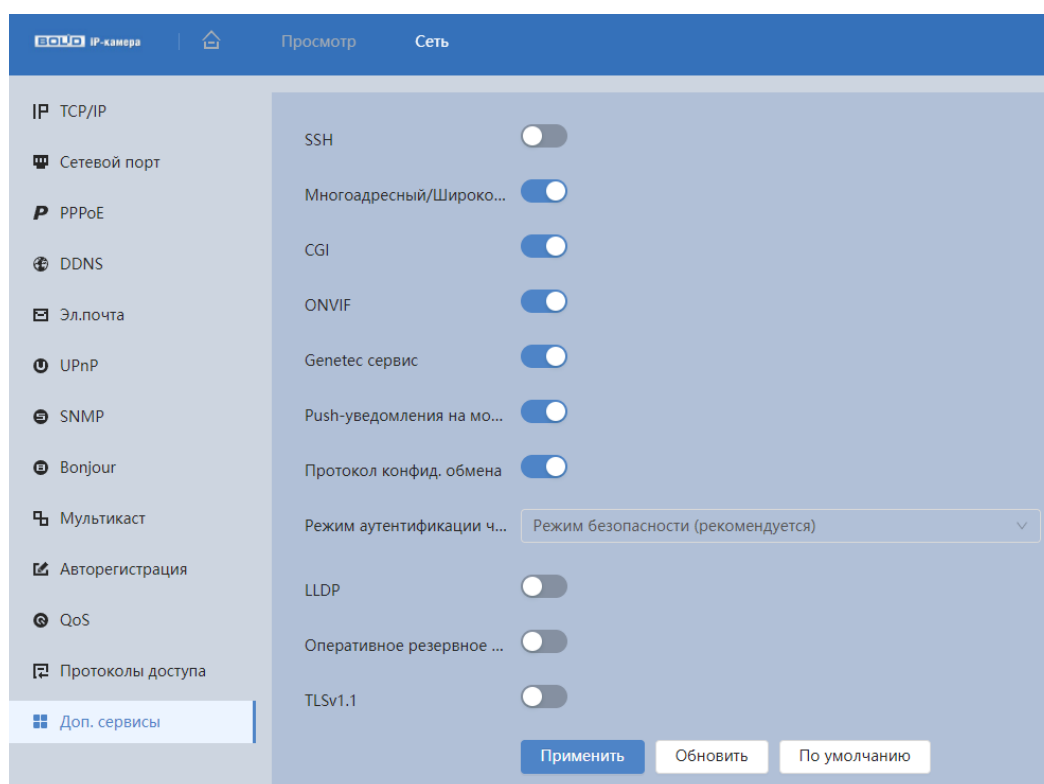 BOLID IP-камера
Просмотр
Сеть
IP TCP/IP
Сетевой порт
PPPoE
DDNS
Эл.почта
UPnP
SNMP
Bonjour
Мультикаст
Авторегистрация
QoS
Протоколы доступа
Доп. сервисы
SSH
Многоадресный/Широко...
CGI
ONVIF
Genetec сервис
Push-уведомления на мо...
Протокол конфид. обмена
Режим аутентификации ч... Режим безопасности (рекомендуется)
LLDP
Оперативное резервное ...
TLSv1.1
Применить
Обновить
По умолчанию